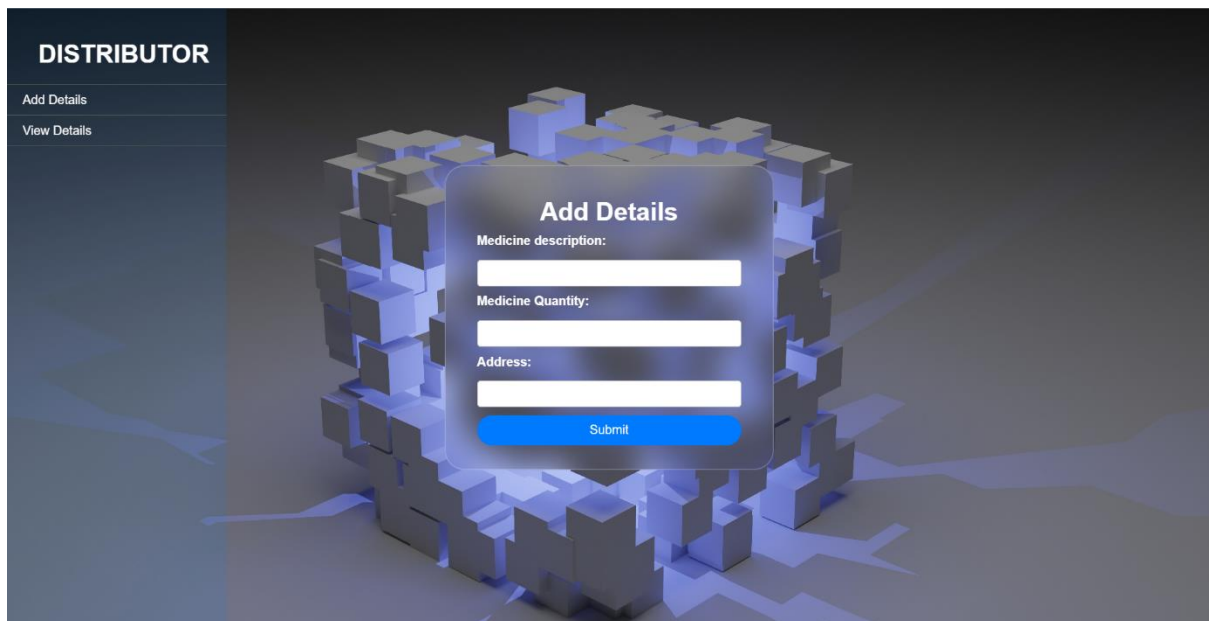 DISTRIBUTOR
Add Details
View Details
Add Details
Medicine description:
Medicine Quantity:
Address:
Submit